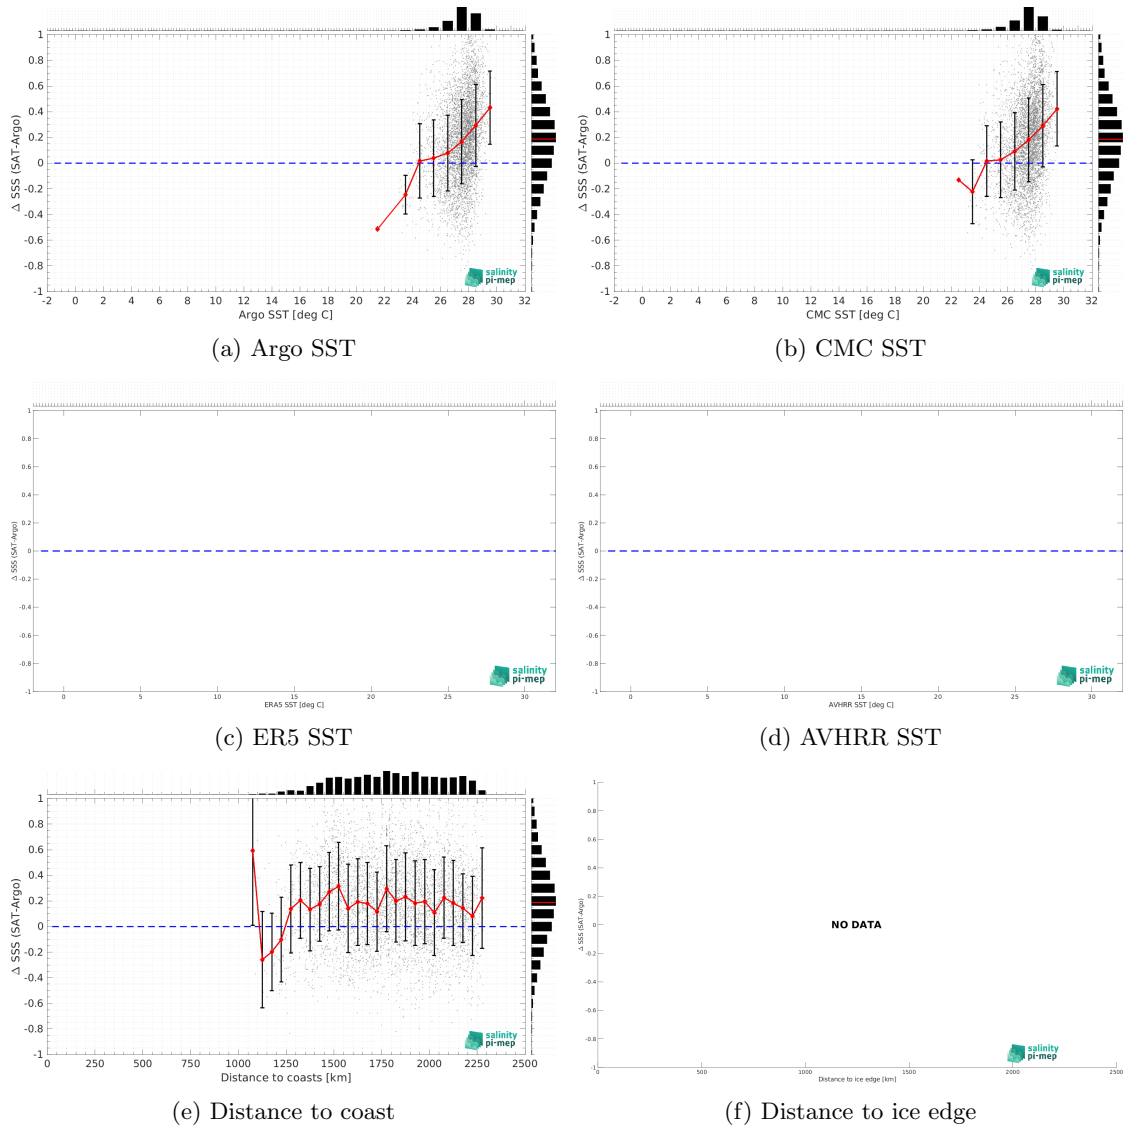 1
0.8
0.6
0.4
0.2
0
-0.2
-0.4
-0.6
-0.8
-1
Δ SSS (SAT-Argo)
salinity
pi-mep
-2 0 2 4 6 8 10 12 14 16 18 20 22 24 26 28 30 32
Argo SST [deg C]
(a) Argo SST
1
0.8
0.6
0.4
0.2
0
-0.2
-0.4
-0.6
-0.8
-1
Δ SSS (SAT-Argo)
salinity
pi-mep
-2 0 2 4 6 8 10 12 14 16 18 20 22 24 26 28 30 32
CMC SST [deg C]
(b) CMC SST
1
0.8
0.6
0.4
0.2
0
-0.2
-0.4
-0.6
-0.8
-1
Δ SSS (SAT-Argo)
salinity
pi-mep
0 5 10 15 20 25 30
ERA5 SST [deg C]
(c) ER5 SST
1
0.8
0.6
0.4
0.2
0
-0.2
-0.4
-0.6
-0.8
-1
Δ SSS (SAT-Argo)
salinity
pi-mep
0 5 10 15 20 25 30
AVHRR SST [deg C]
(d) AVHRR SST
1
0.8
0.6
0.4
0.2
0
-0.2
-0.4
-0.6
-0.8
-1
Δ SSS (SAT-Argo)
salinity
pi-mep
0 250 500 750 1000 1250 1500 1750 2000 2250 2500
Distance to coasts [km]
(e) Distance to coast
1
0.8
0.6
0.4
0.2
0
-0.2
-0.4
-0.6
-0.8
-1
Δ SSS (SAT-Argo)
NO DATA
salinity
pi-mep
0 500 1000 1500 2000 2500
Distance to ice edge [km]
(f) Distance to ice edge